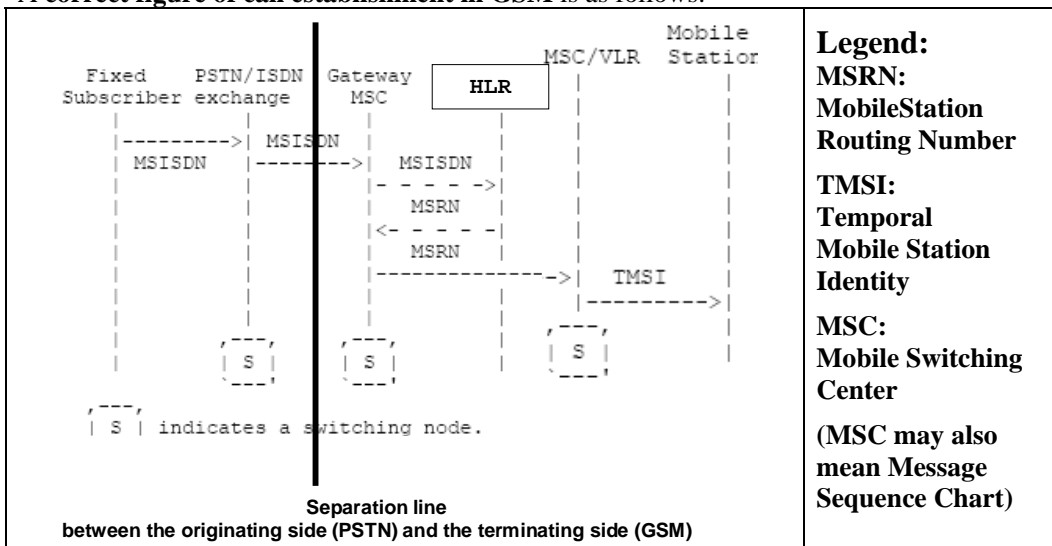 A correct figure of call establishment in GSM is as follows:
Mobile
MSC/VLR Station
Fixed PSTN/ISDN Gateway
Subscriber exchange MSC
HLR
MSISDN
MSISDN
MSISDN
MSRN
MSRN
TMSI
S
S
S
S indicates a switching node.
Separation line
between the originating side (PSTN) and the terminating side (GSM)
Legend:
MSRN:
MobileStation
Routing Number
TMSI:
Temporal
Mobile Station
Identity
MSC:
Mobile Switching
Center
(MSC may also
mean Message
Sequence Chart)